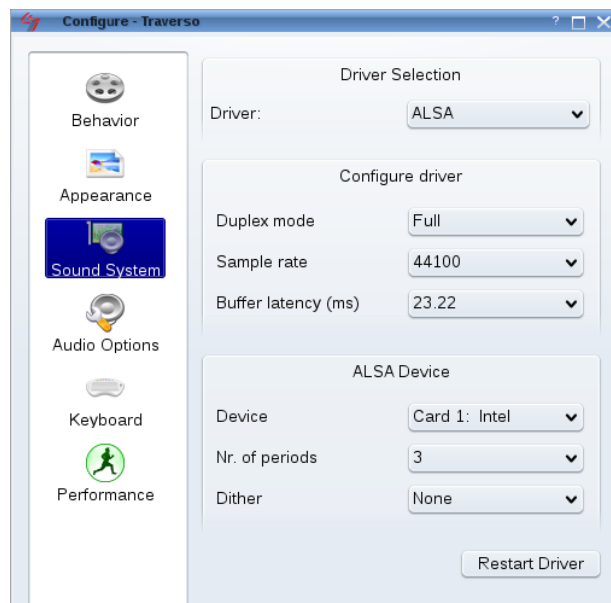 Configure - Traverso
Behavior
Appearance
Sound System
Audio Options
Keyboard
Performance
Driver Selection
Driver: ALSA
Configure driver
Duplex mode Full
Sample rate 44100
Buffer latency (ms) 23.22
ALSA Device
Device Card 1: Intel
Nr. of periods 3
Dither None
Restart Driver